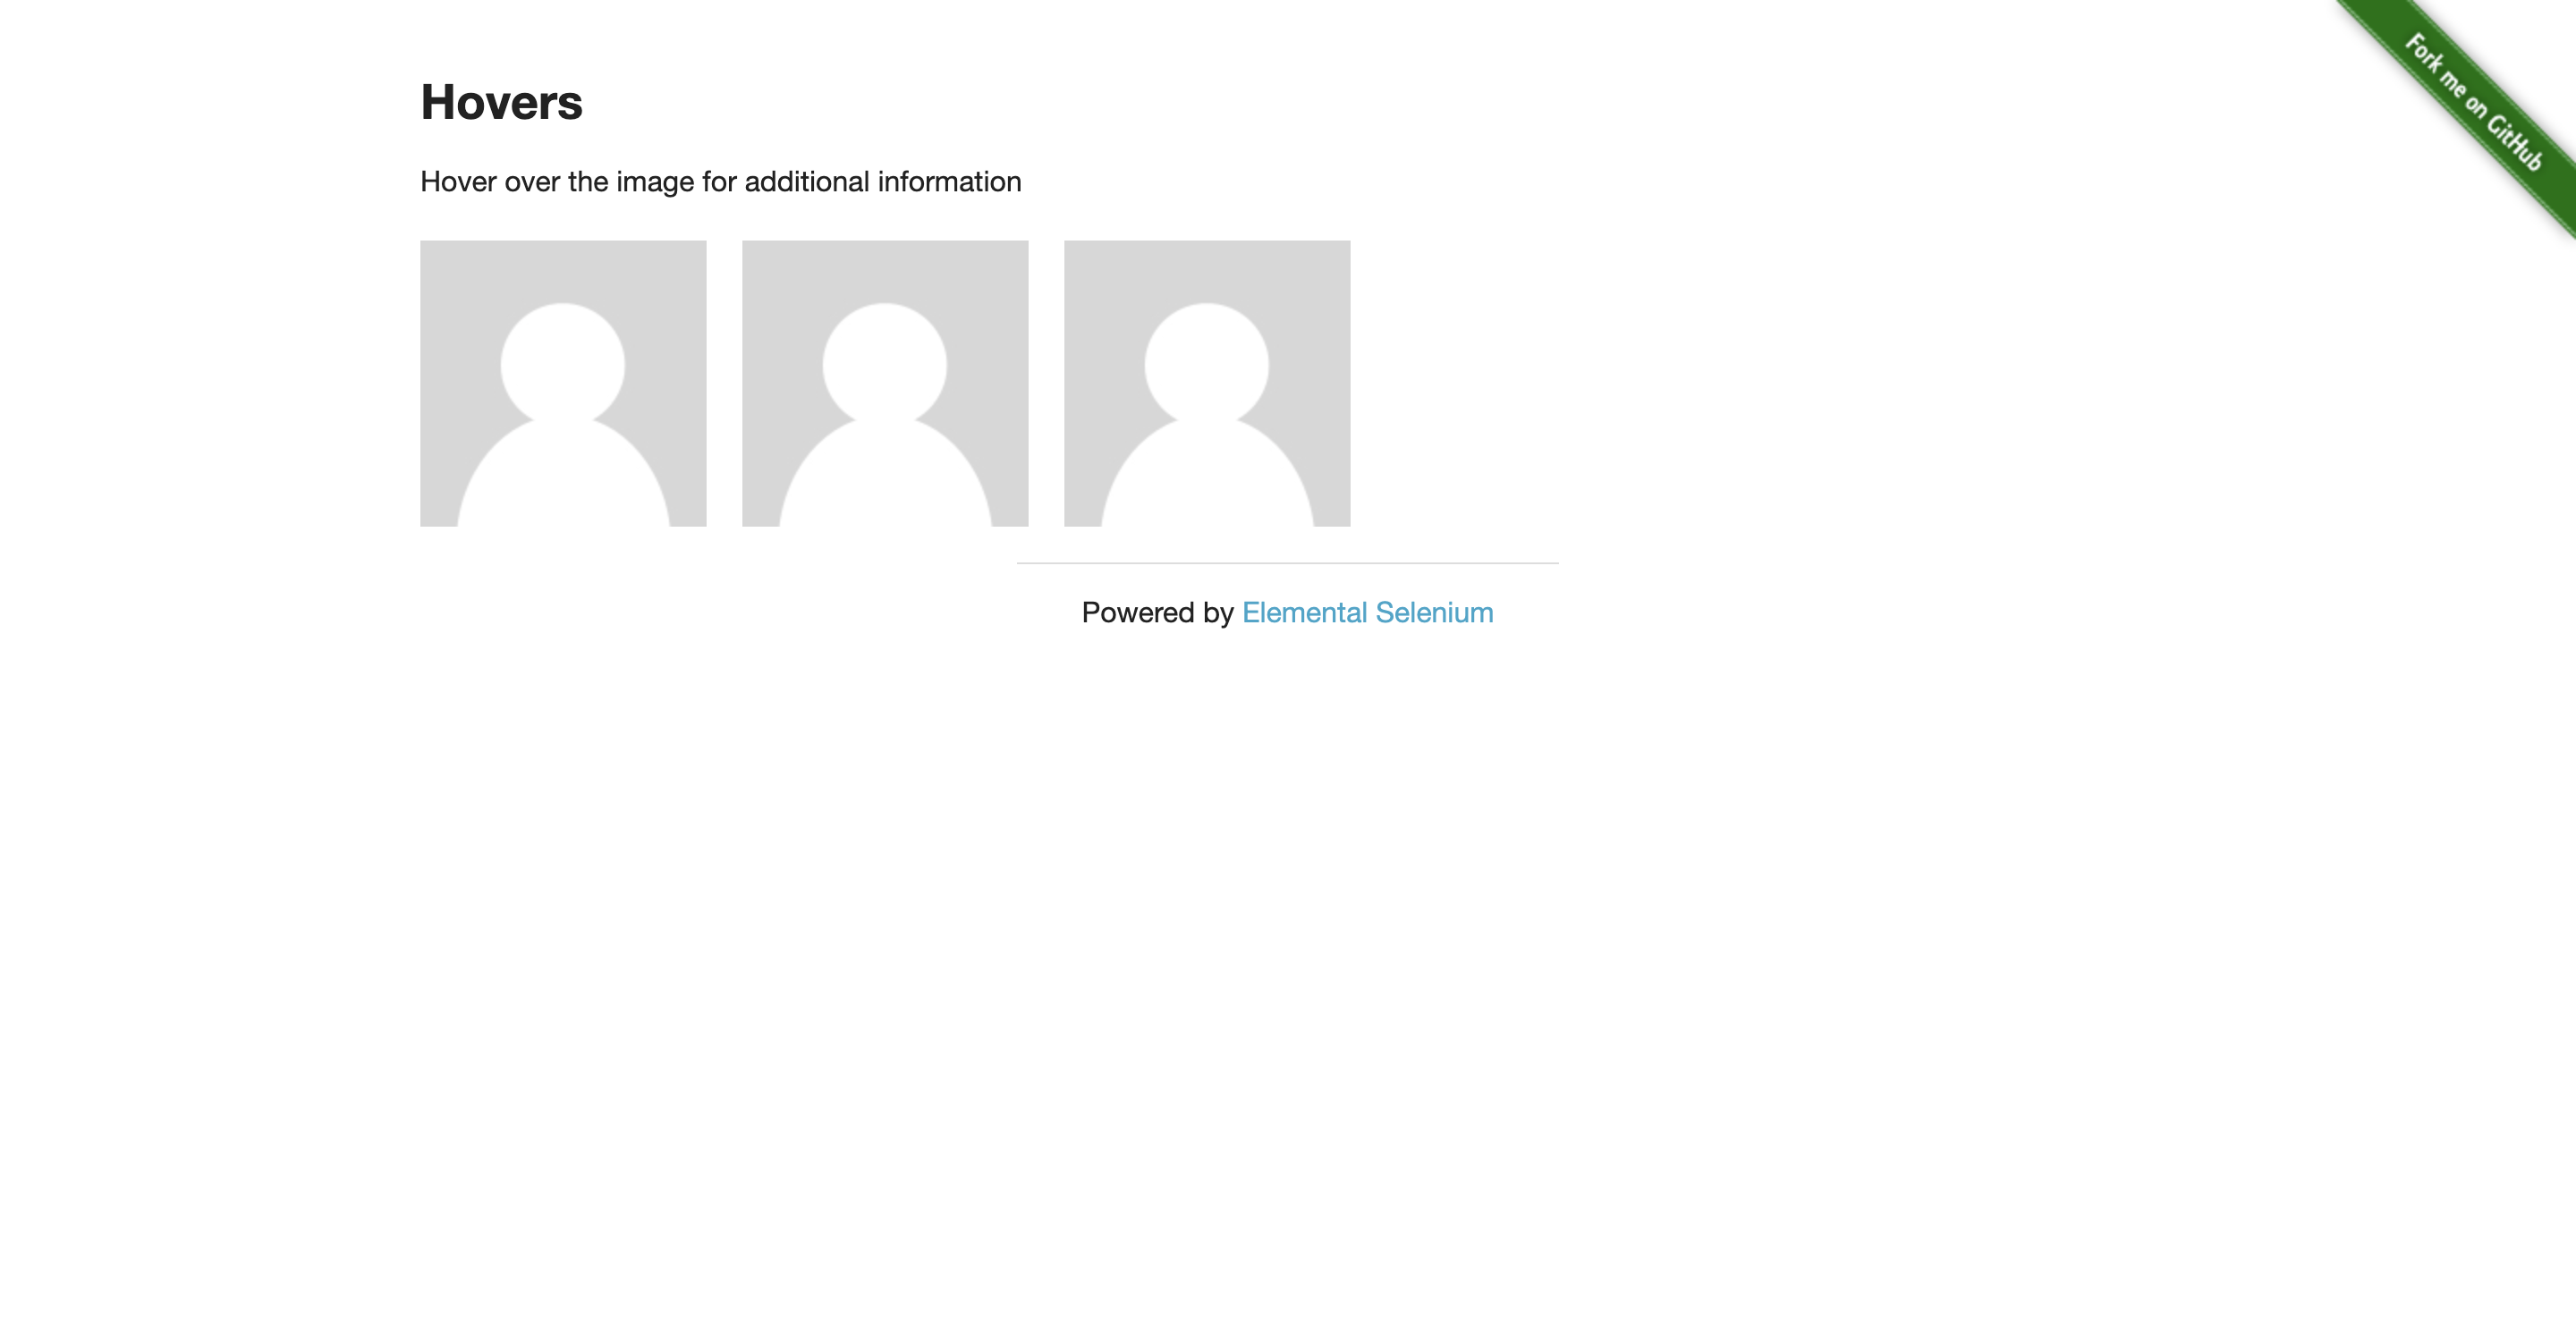 Fork me on GitHub
Hovers
Hover over the image for additional information
Powered by Elemental Selenium